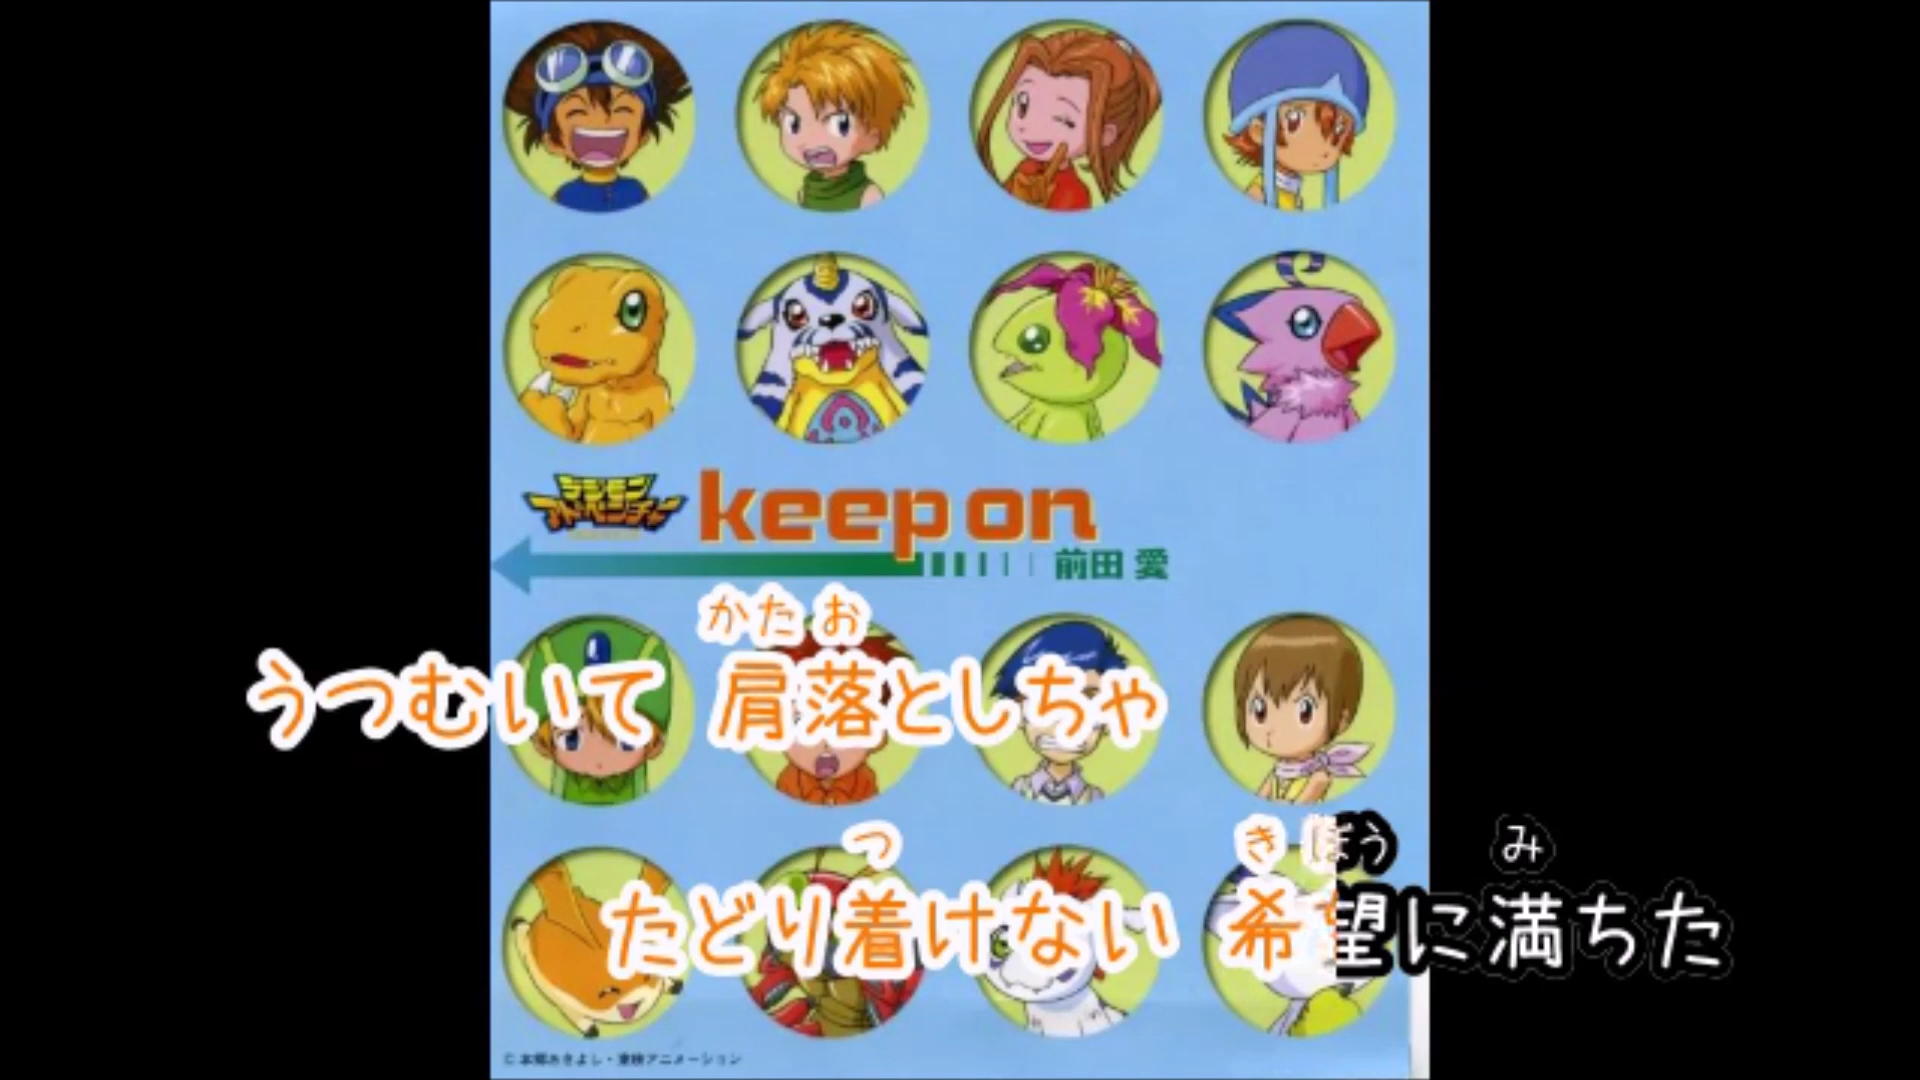 デジモン
アドベンチャー
keep on
前田 愛
かた お
うつむいて 肩落としちゃ
つ き ぼう み
たどり着けない 希望に満ちた
© 本郷あきよし・東映アニメーション